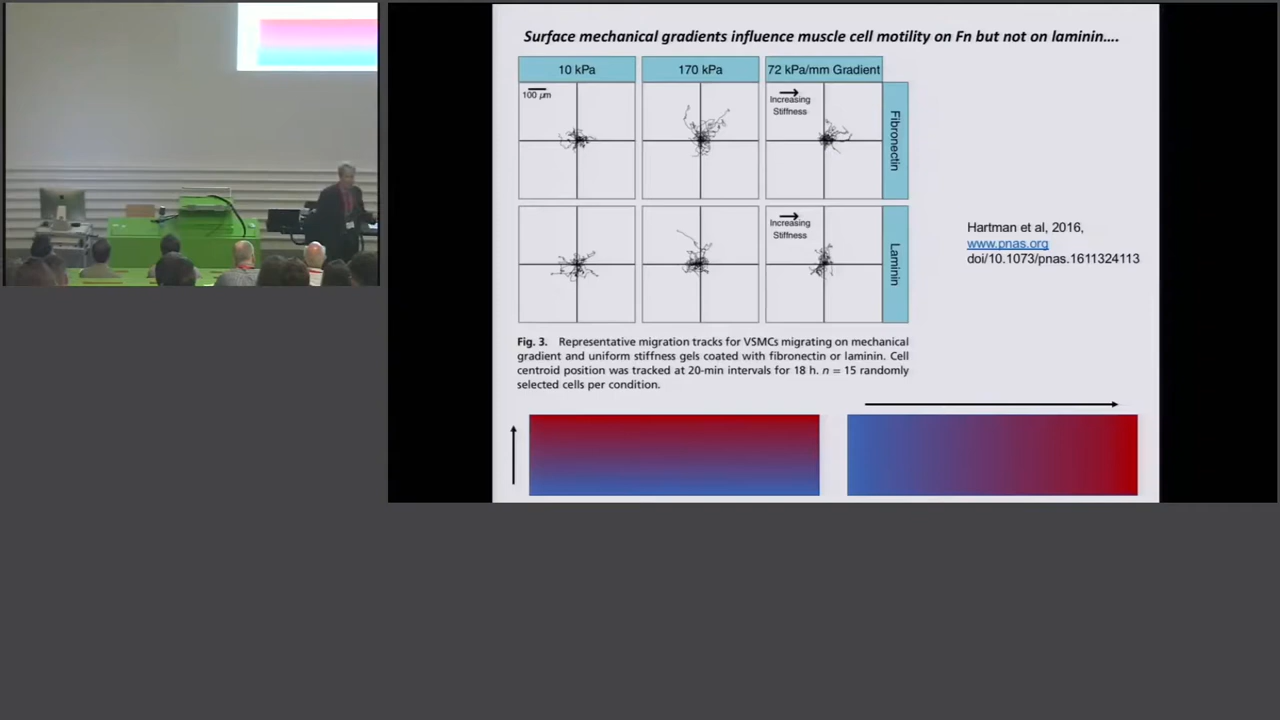 Surface mechanical gradients influence muscle cell motility on Fn but not on laminin....
10 kPa
170 kPa
72 kPa/mm Gradient
100 μm
Increasing
Stiffness
Fibronectin
Increasing
Stiffness
Laminin
Hartman et al, 2016,
www.pnas.org
doi/10.1073/pnas.1611324113
Fig. 3. Representative migration tracks for VSMCs migrating on mechanical
gradient and uniform stiffness gels coated with fibronectin or laminin. Cell
centroid position was tracked at 20-min intervals for 18 h. n = 15 randomly
selected cells per condition.